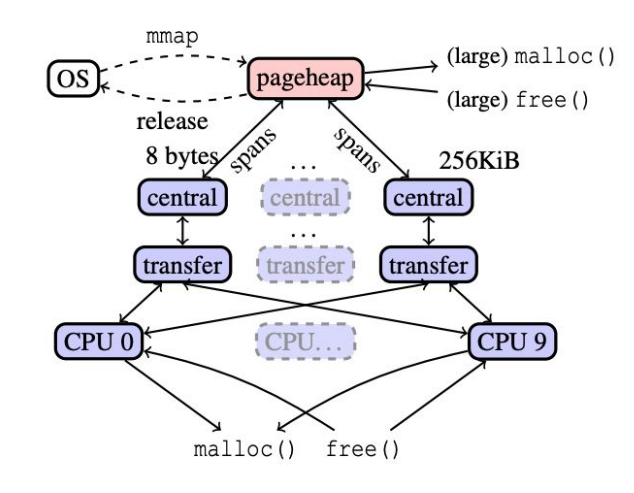 mmap
OS
pageheap
(large) malloc()
(large) free()
release
8 bytes
spans
...
spans
256KiB
central
central
central
...
transfer
transfer
transfer
CPU 0
CPU...
CPU 9
malloc()
free()